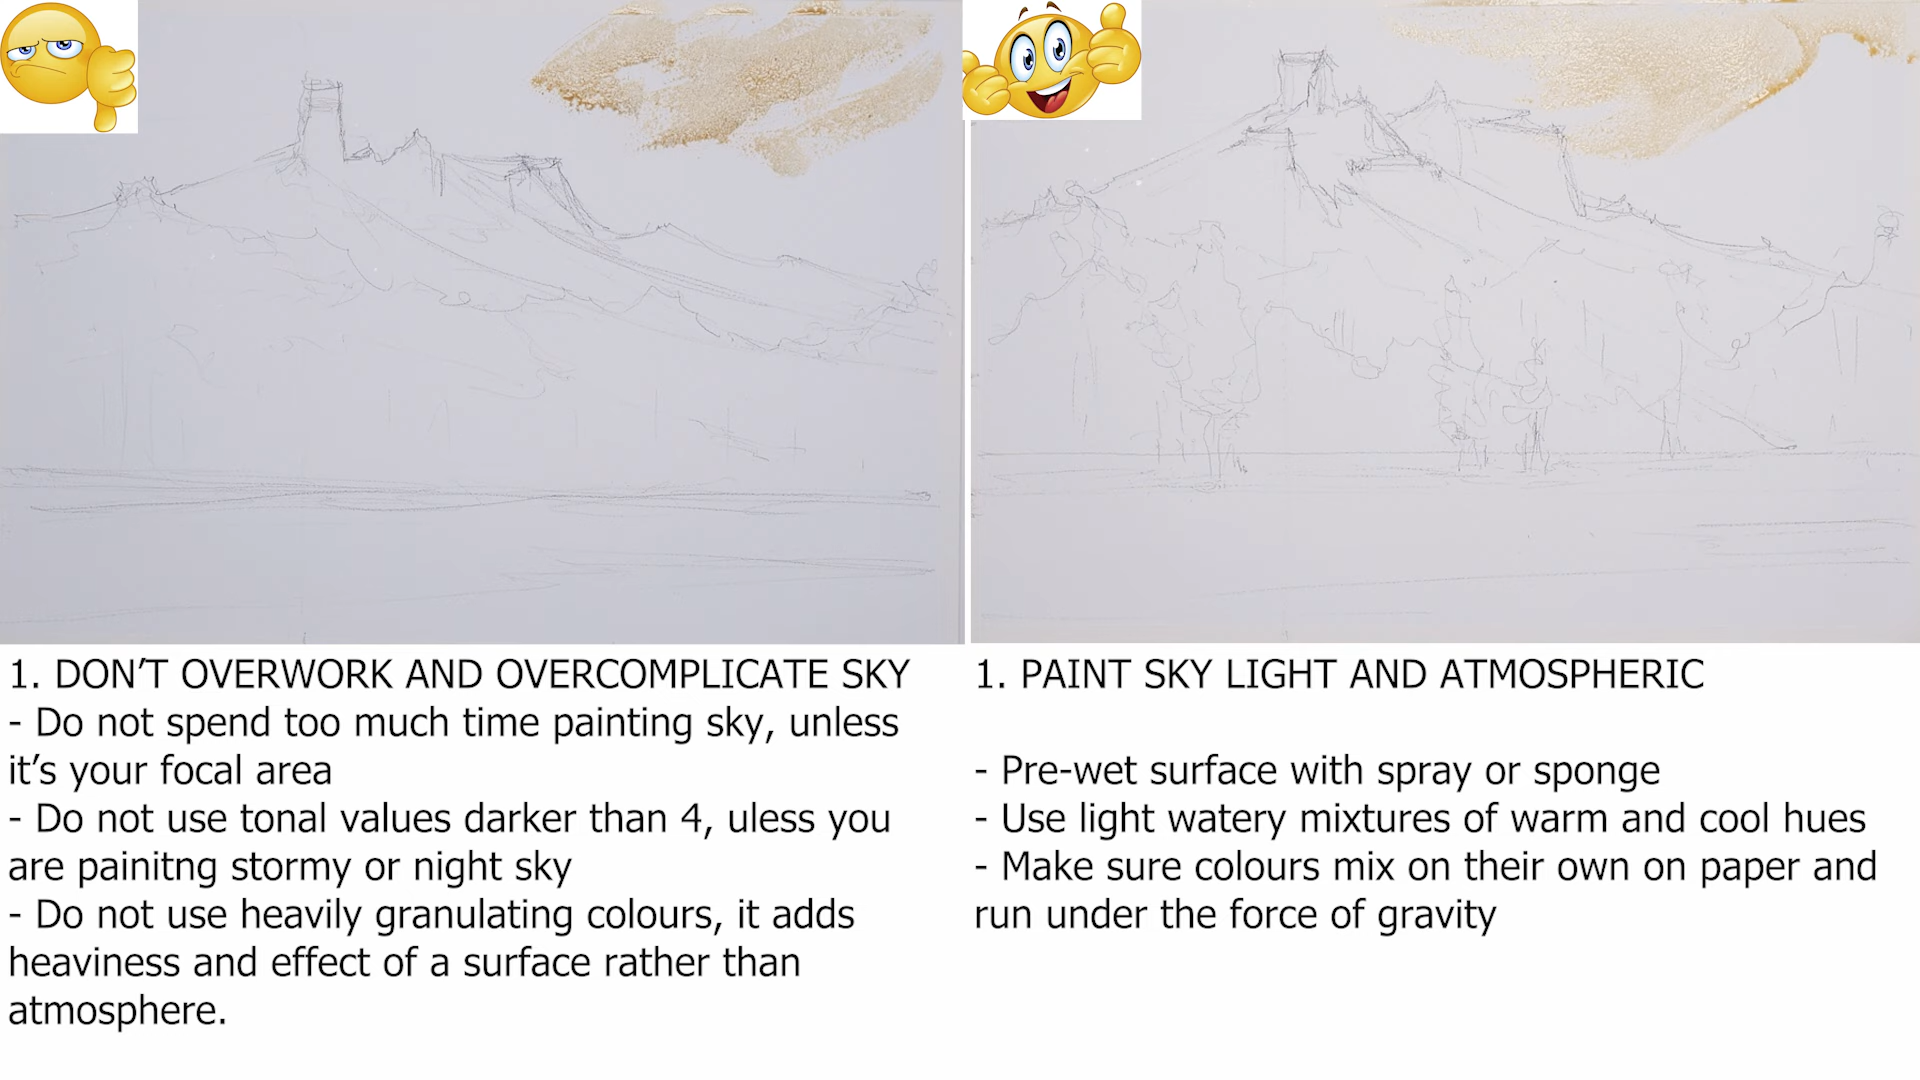 1. DON’T OVERWORK AND OVERCOMPLICATE SKY
- Do not spend too much time painting sky, unless
it’s your focal area
- Do not use tonal values darker than 4, uless you
are painitng stormy or night sky
- Do not use heavily granulating colours, it adds
heaviness and effect of a surface rather than
atmosphere.
1. PAINT SKY LIGHT AND ATMOSPHERIC
- Pre-wet surface with spray or sponge
- Use light watery mixtures of warm and cool hues
- Make sure colours mix on their own on paper and
run under the force of gravity